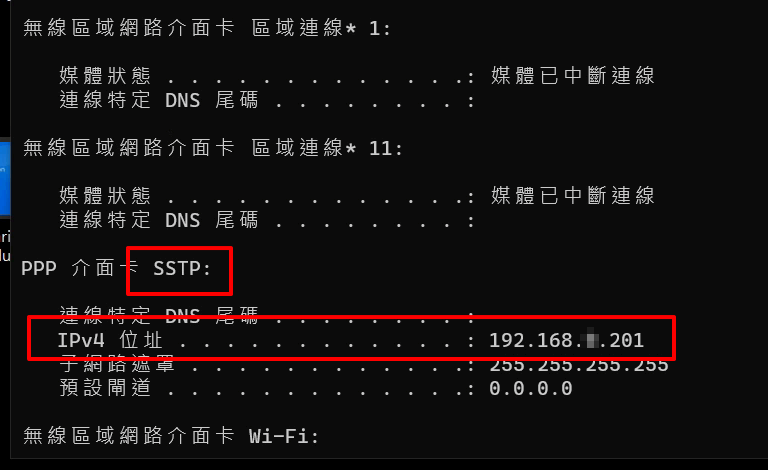 無線區域網路介面卡 區域連線* 1:
媒體狀態 . . . . . . . . . . . . .: 媒體已中斷連線
連線特定 DNS 尾碼 . . . . . . . . :
無線區域網路介面卡 區域連線* 11:
媒體狀態 . . . . . . . . . . . . .: 媒體已中斷連線
連線特定 DNS 尾碼 . . . . . . . . :
PPP 介面卡 SSTP:
連線特定 DNS 尾碼 . . . . . . . . :
IPv4 位址 . . . . . . . . . . . . : 192.168. .201
子網路遮罩 . . . . . . . . . . . .: 255.255.255.255
預設閘道 . . . . . . . . . . . . .: 0.0.0.0
無線區域網路介面卡 Wi-Fi: